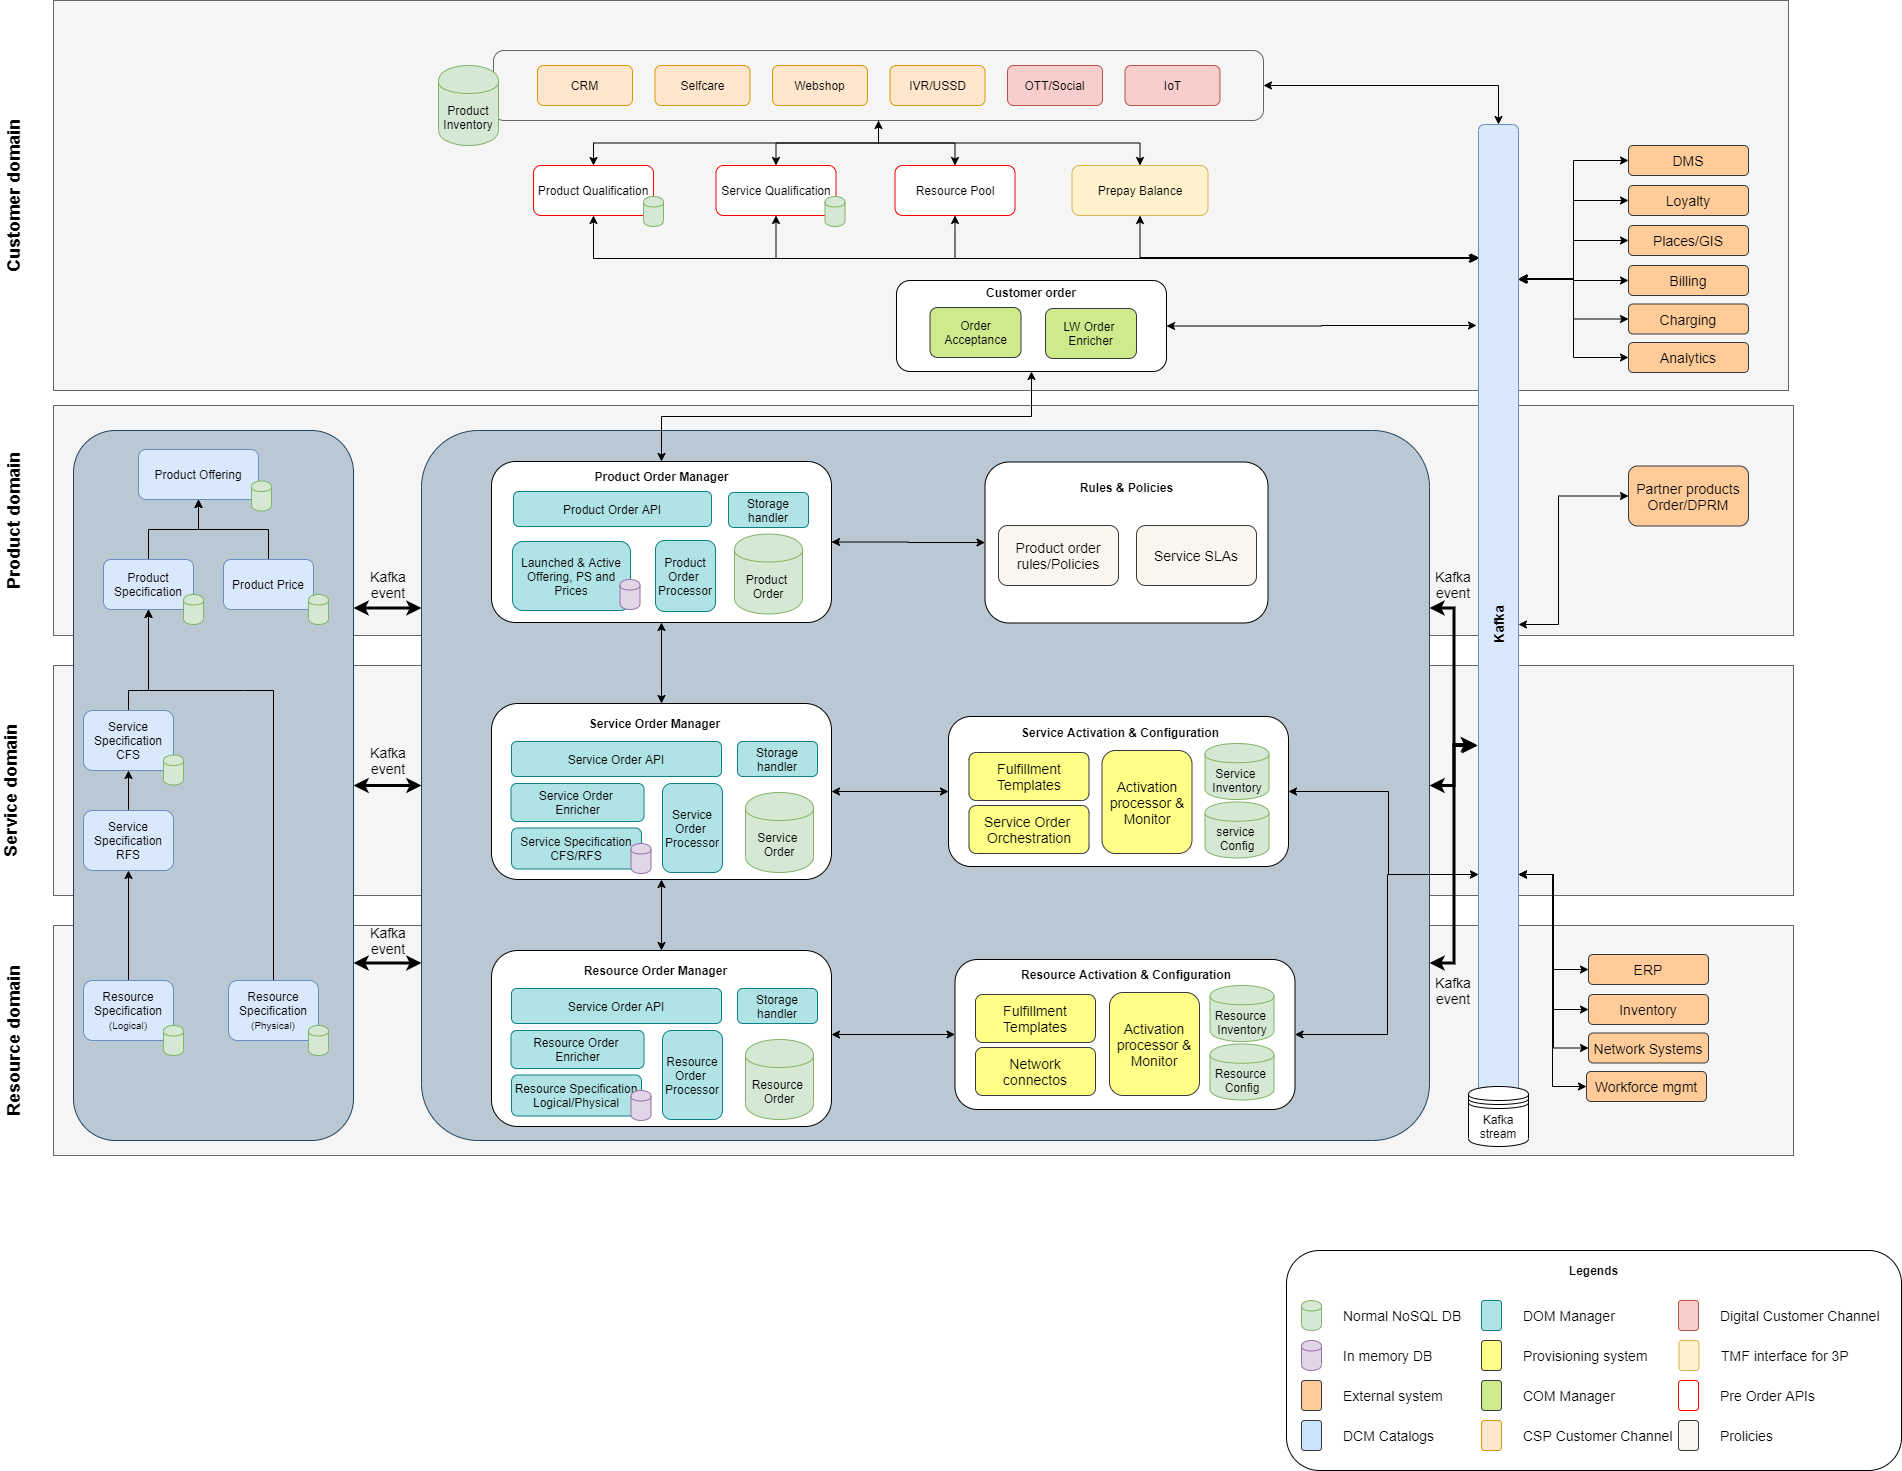 Customer domain
Product
Inventory
CRM
Selfcare
Webshop
IVR/USSD
OTT/Social
IoT
Product Qualification
Service Qualification
Resource Pool
Prepay Balance
Customer order
Order
Acceptance
LW Order
Enricher
DMS
Loyalty
Places/GIS
Billing
Charging
Analytics
Product domain
Product Offering
Product
Specification
Product Price
Kafka
event
Product Order Manager
Product Order API
Storage
handler
Launched & Active
Offering, PS and
Prices
Product
Order
Processor
Product
Order
Rules & Policies
Product order
rules/Policies
Service SLAs
Kafka
event
Kafka
Partner products
Order/DPRM
Service domain
Service
Specification
CFS
Service
Specification
RFS
Kafka
event
Service Order Manager
Service Order API
Storage
handler
Service Order
Enricher
Service Specification
CFS/RFS
Service
Order
Processor
Service
Order
Service Activation & Configuration
Fulfillment
Templates
Service Order
Orchestration
Activation
processor &
Monitor
Service
Inventory
service
Config
Resource domain
Resource
Specification
(Logical)
Resource
Specification
(Physical)
Kafka
event
Resource Order Manager
Service Order API
Storage
handler
Resource Order
Enricher
Resource Specification
Logical/Physical
Resource
Order
Processor
Resource
Order
Resource Activation & Configuration
Fulfillment
Templates
Network
connectos
Activation
processor &
Monitor
Resource
Inventory
Resource
Config
Kafka
event
ERP
Inventory
Network Systems
Workforce mgmt
Kafka
stream
Legends
Normal NoSQL DB
DOM Manager
Digital Customer Channel
In memory DB
Provisioning system
TMF interface for 3P
External system
COM Manager
Pre Order APIs
DCM Catalogs
CSP Customer Channel
Prolicies